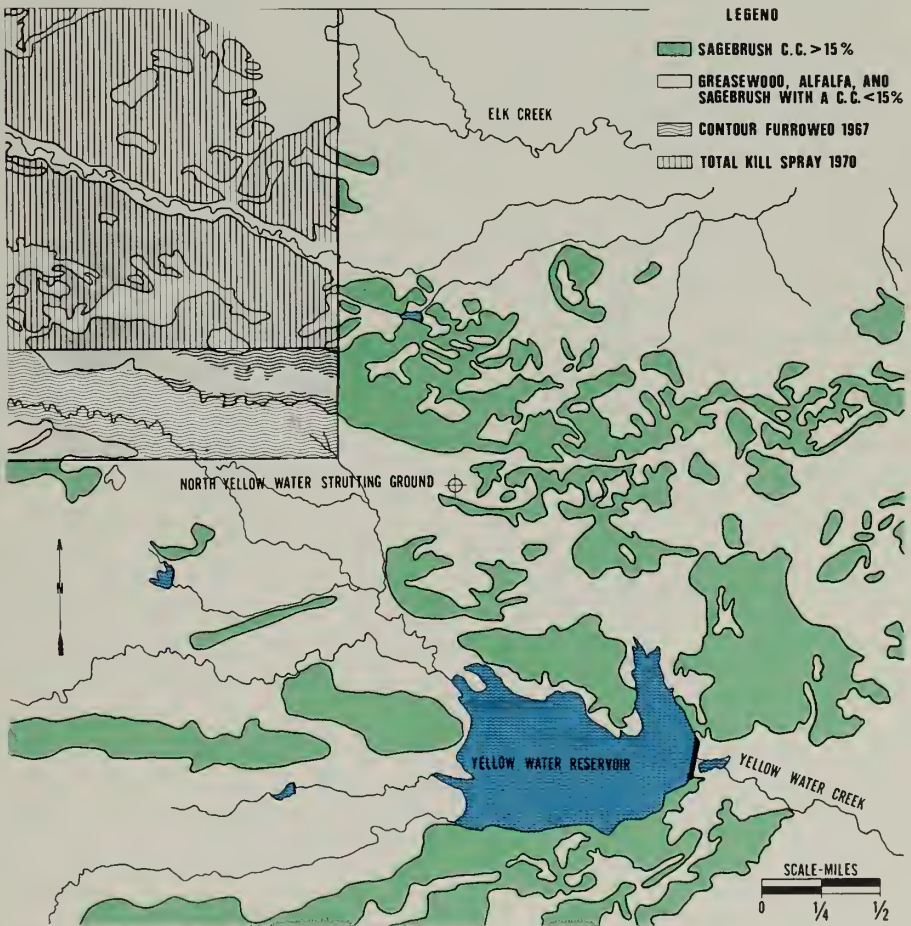 LEGEND
SAGEBRUSH C.C. > 15%
GREASEWOOD, ALFALFA, AND
SAGEBRUSH WITH A C.C. <15%
CONTOUR FURROWED 1967
TOTAL KILL SPRAY 1970
ELK CREEK
NORTH YELLOW WATER STRUTTING GROUND
N
YELLOW WATER RESERVOIR
YELLOW WATER CREEK
SCALE-MILES
0 1/4 1/2